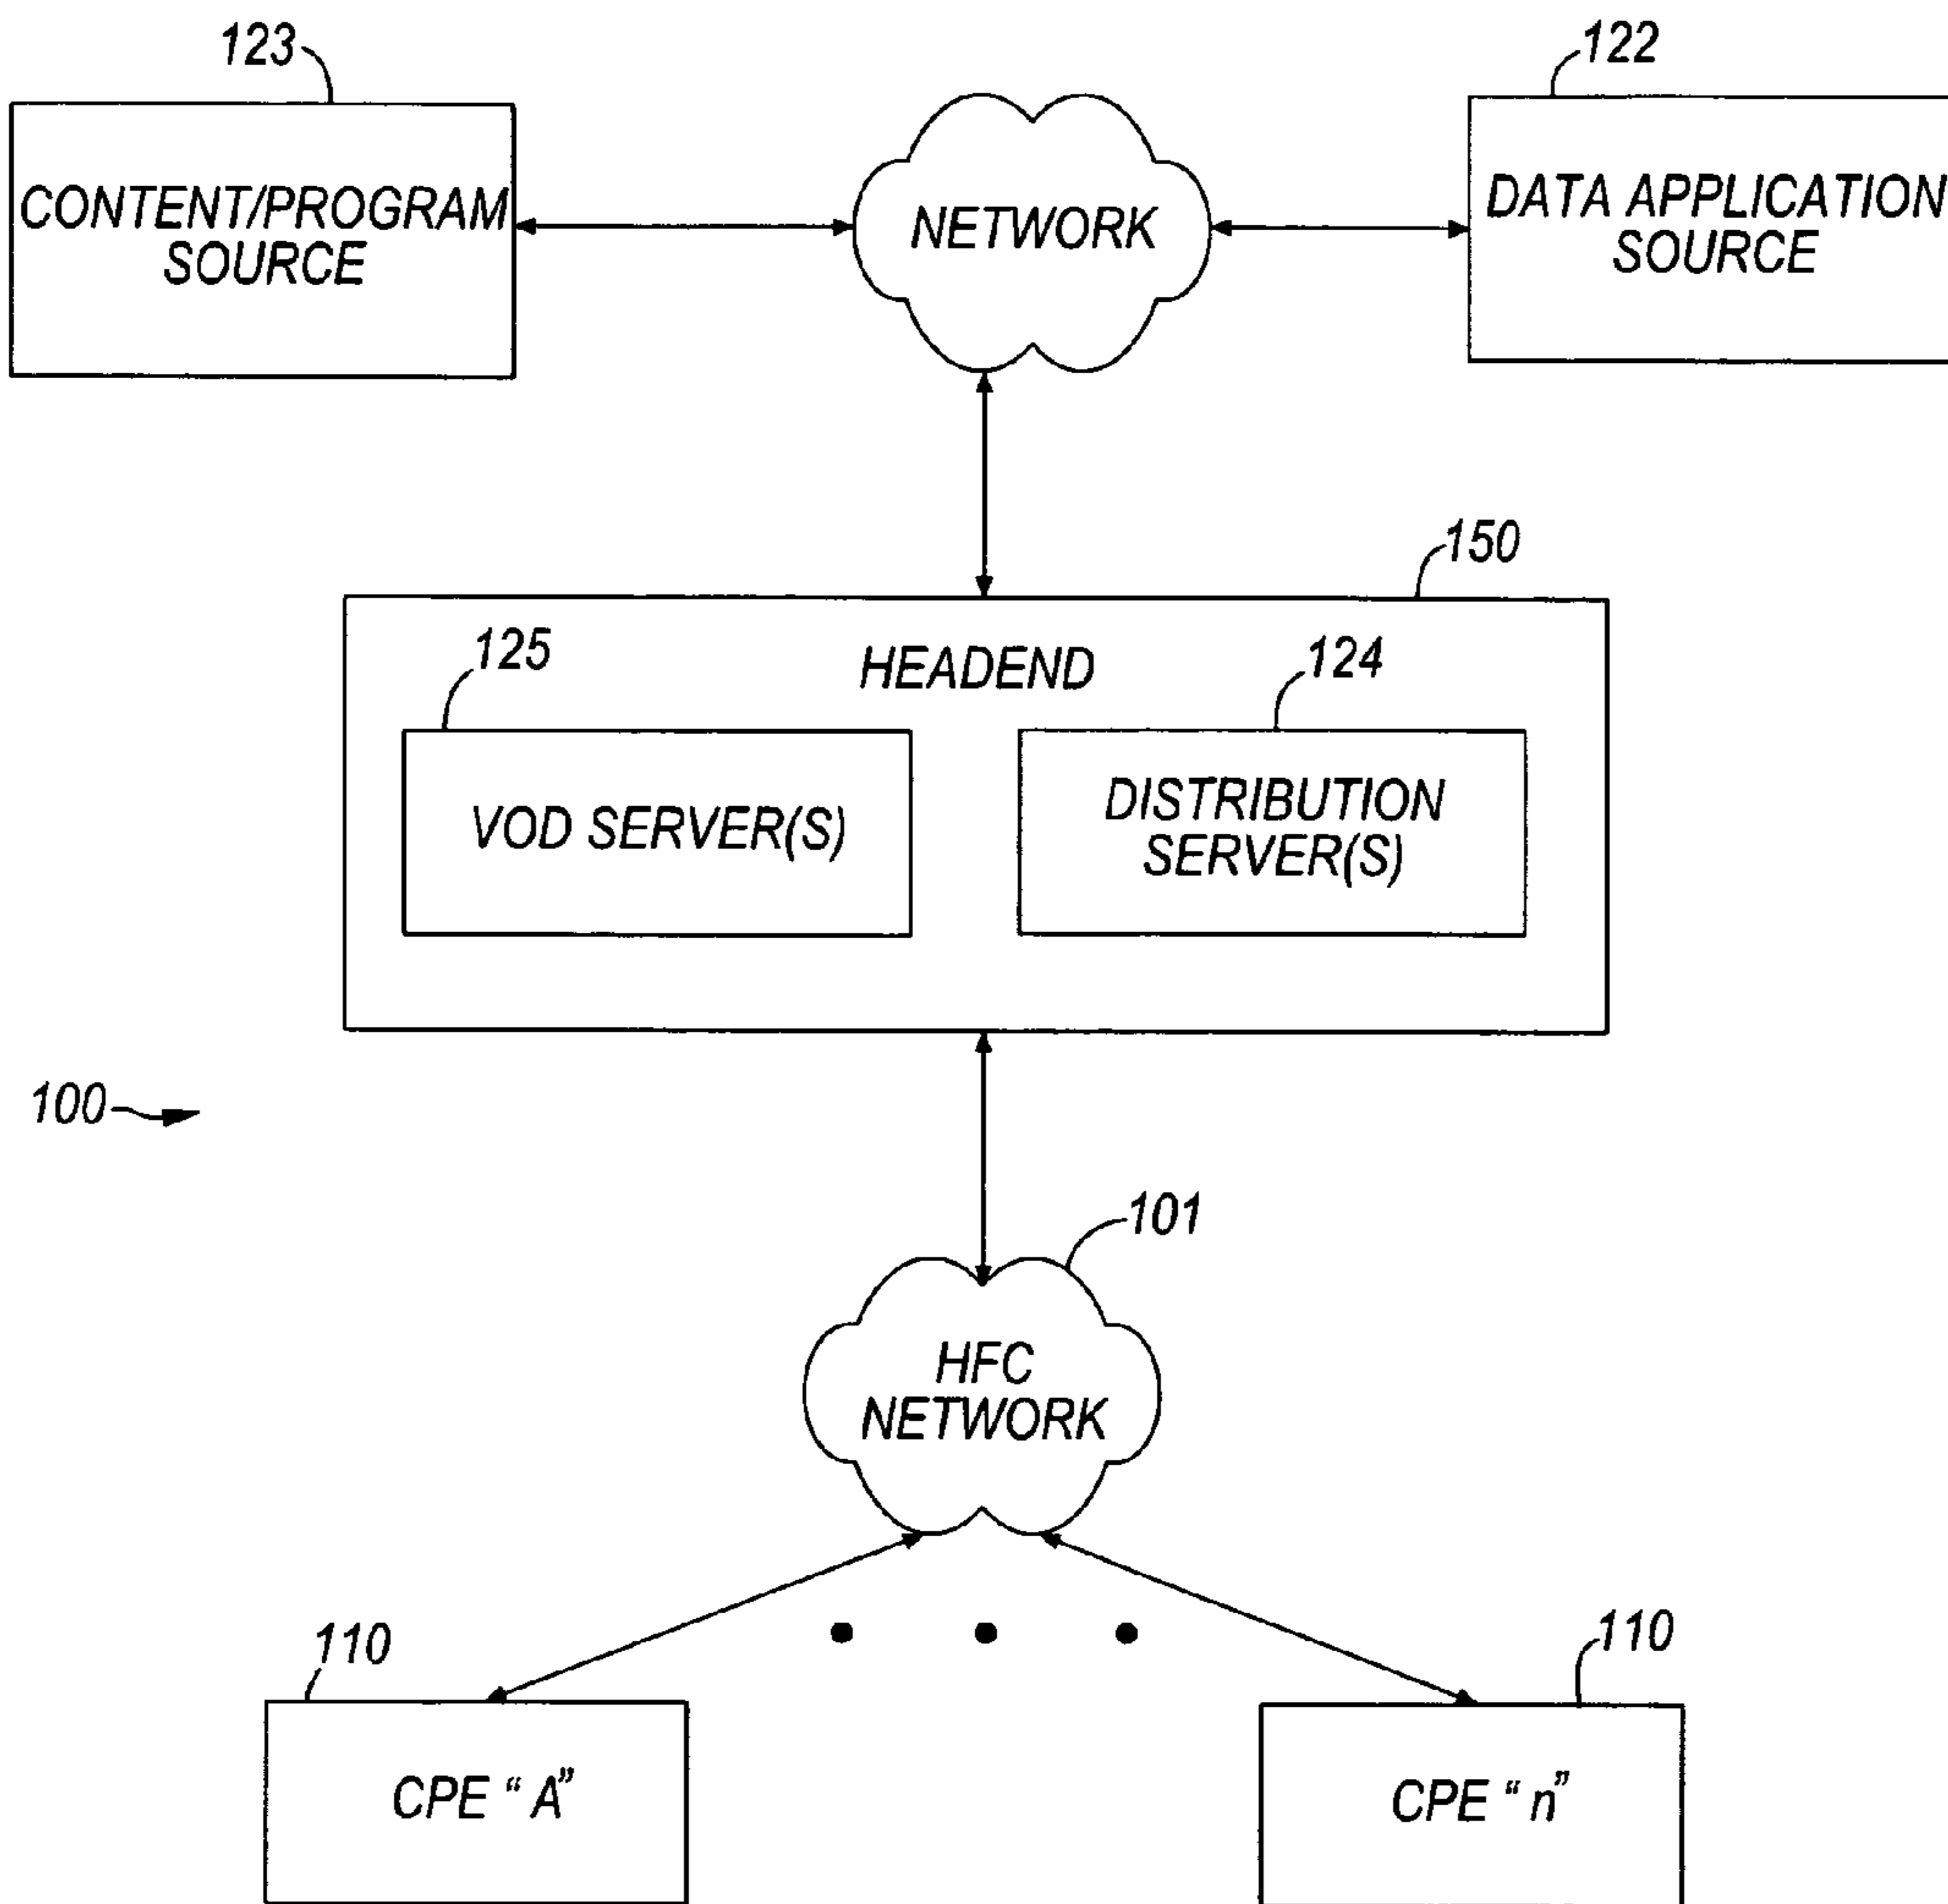 123
122
CONTENT/PROGRAM
SOURCE
NETWORK
DATA APPLICATION
SOURCE
150
HEADEND
125
124
VOD SERVER(S)
DISTRIBUTION
SERVER(S)
100
101
HFC
NETWORK
110
110
CPE “A”
CPE “n”